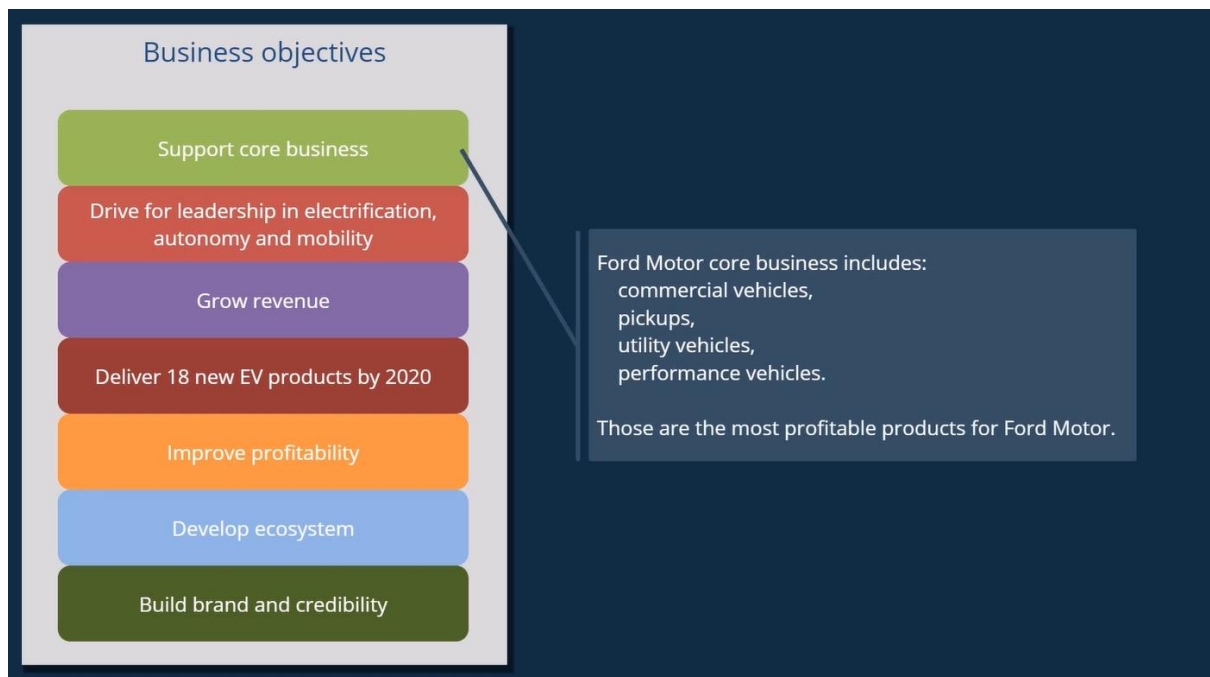 Business objectives
Support core business
Drive for leadership in electrification,
autonomy and mobility
Grow revenue
Deliver 18 new EV products by 2020
Improve profitability
Develop ecosystem
Build brand and credibility
Ford Motor core business includes:
commercial vehicles,
pickups,
utility vehicles,
performance vehicles.
Those are the most profitable products for Ford Motor.